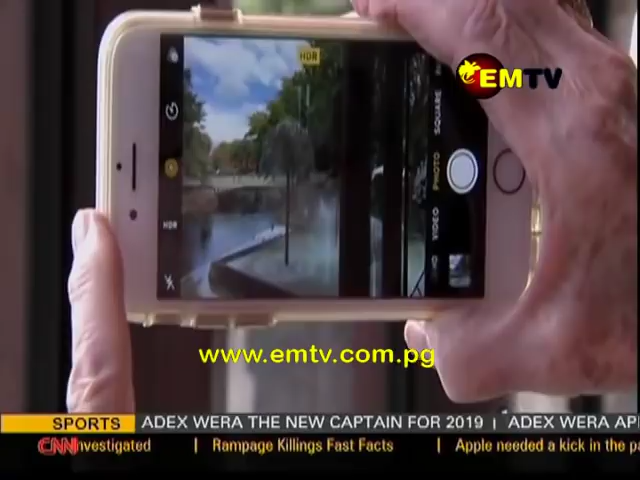 EMTV
HDR
HDR
SQUARE
PHOTO
VIDEO
www.emtv.com.pg
SPORTS ADEX WERA THE NEW CAPTAIN FOR 2019 | ADEX WERA AP
CNN nvestigated | Rampage Killings Fast Facts | Apple needed a kick in the pa